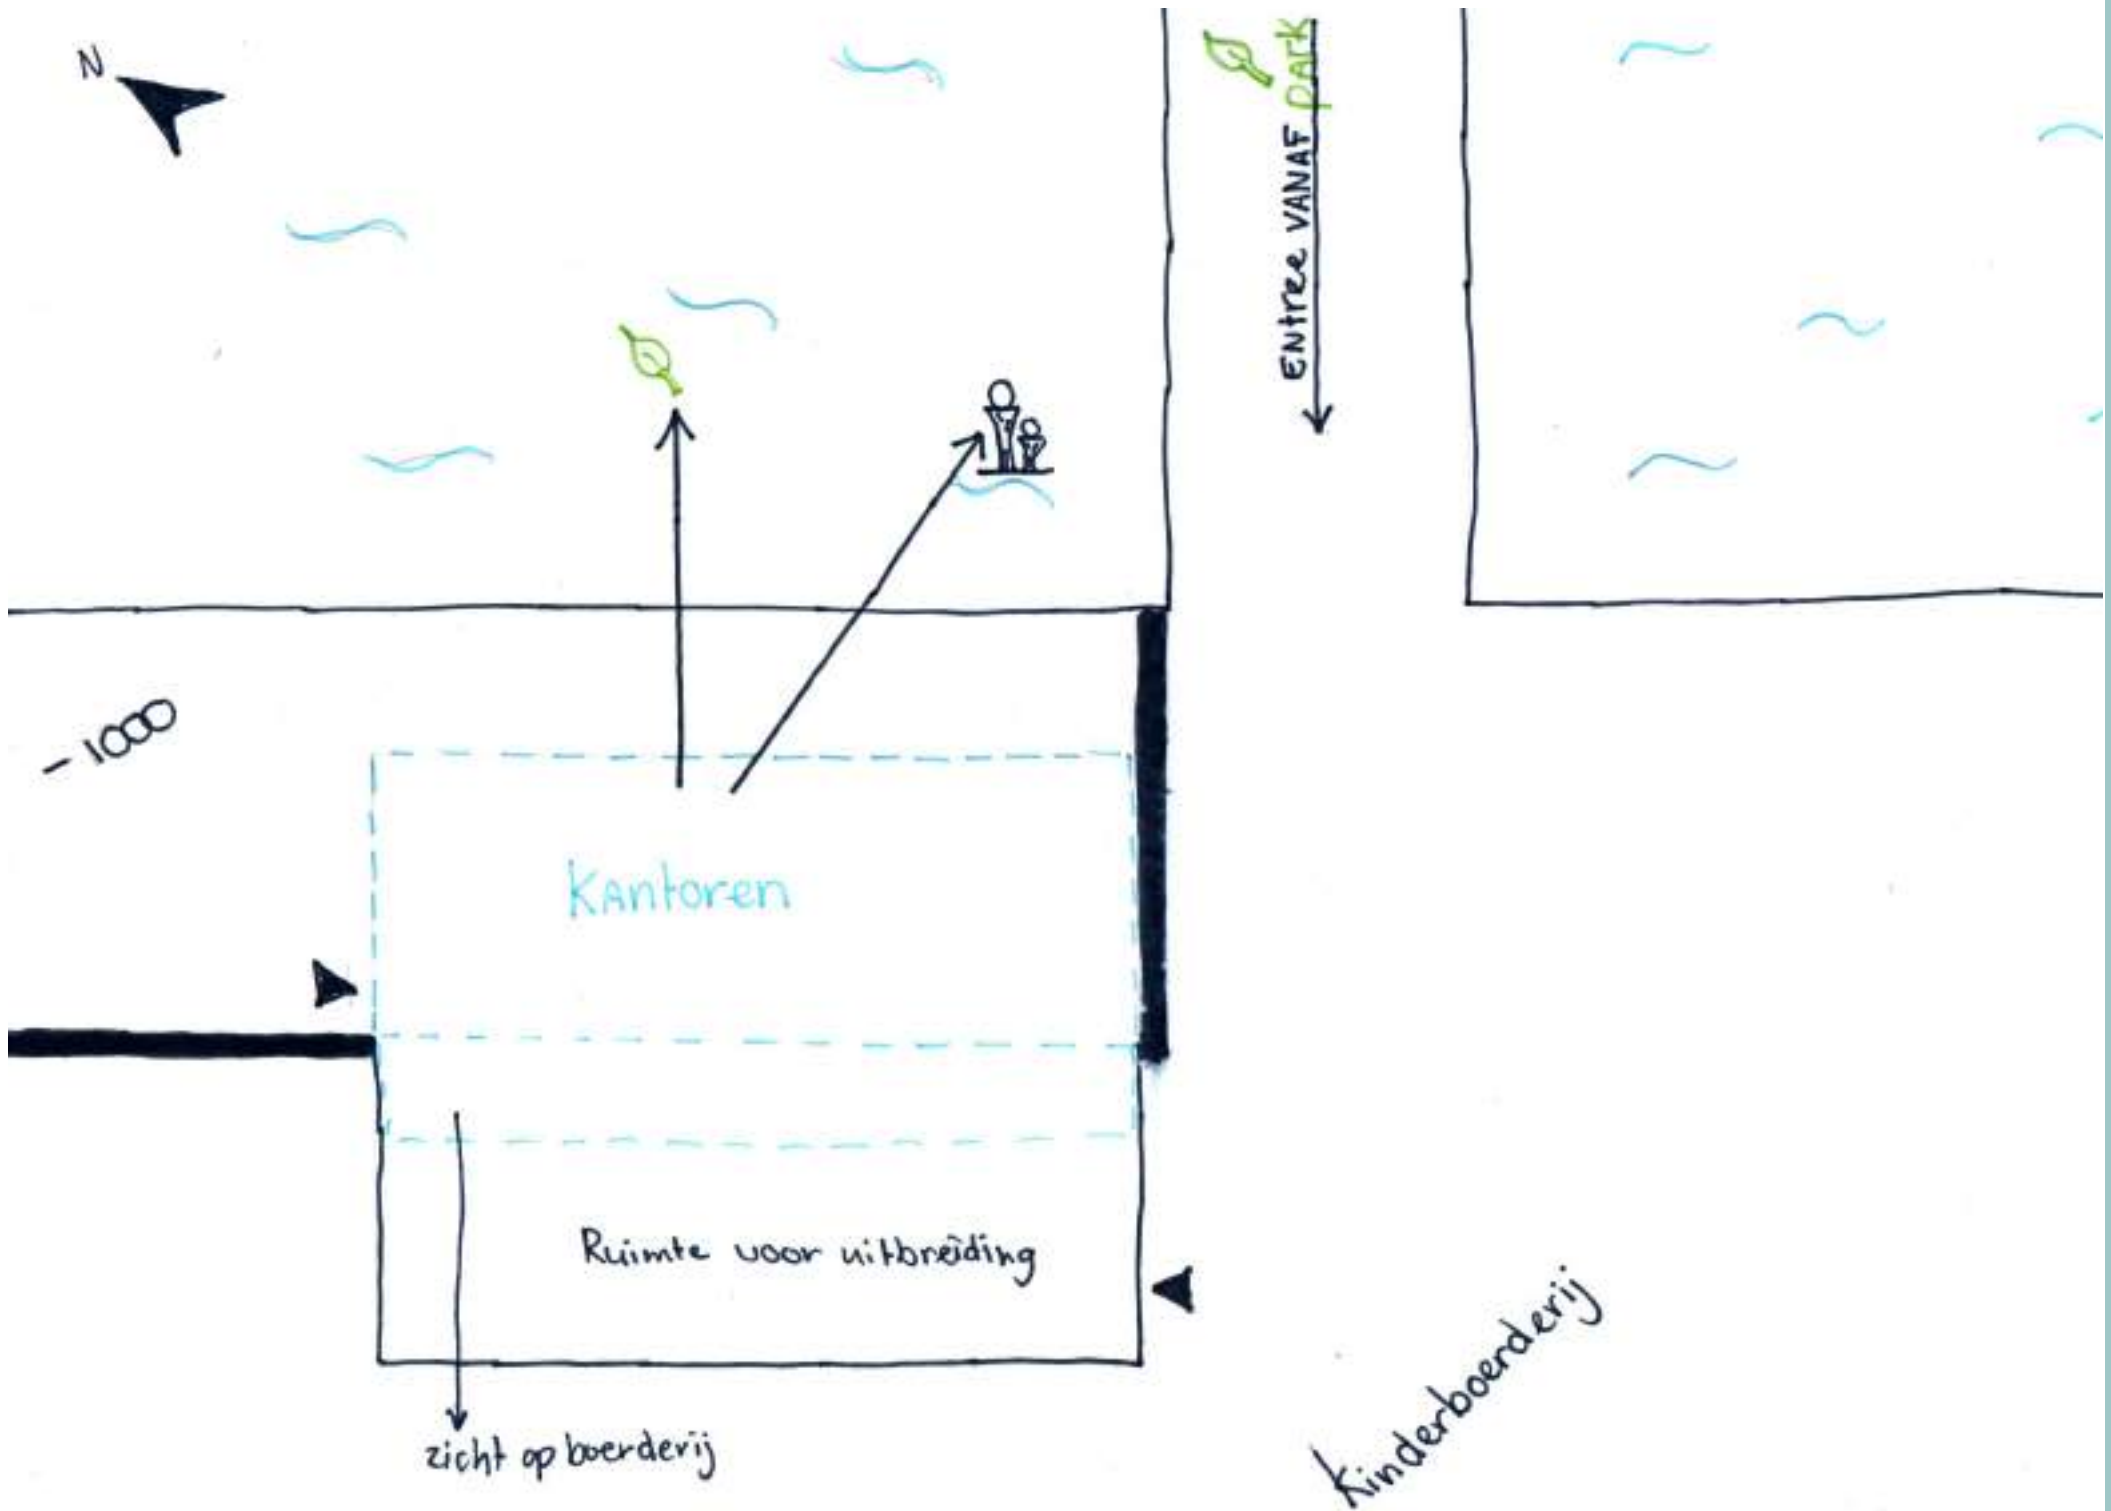 N
ENtree VANAF park
-1000
KAntoren
Ruimte voor uitbreiding
zicht op boerderij
kinderboerderij